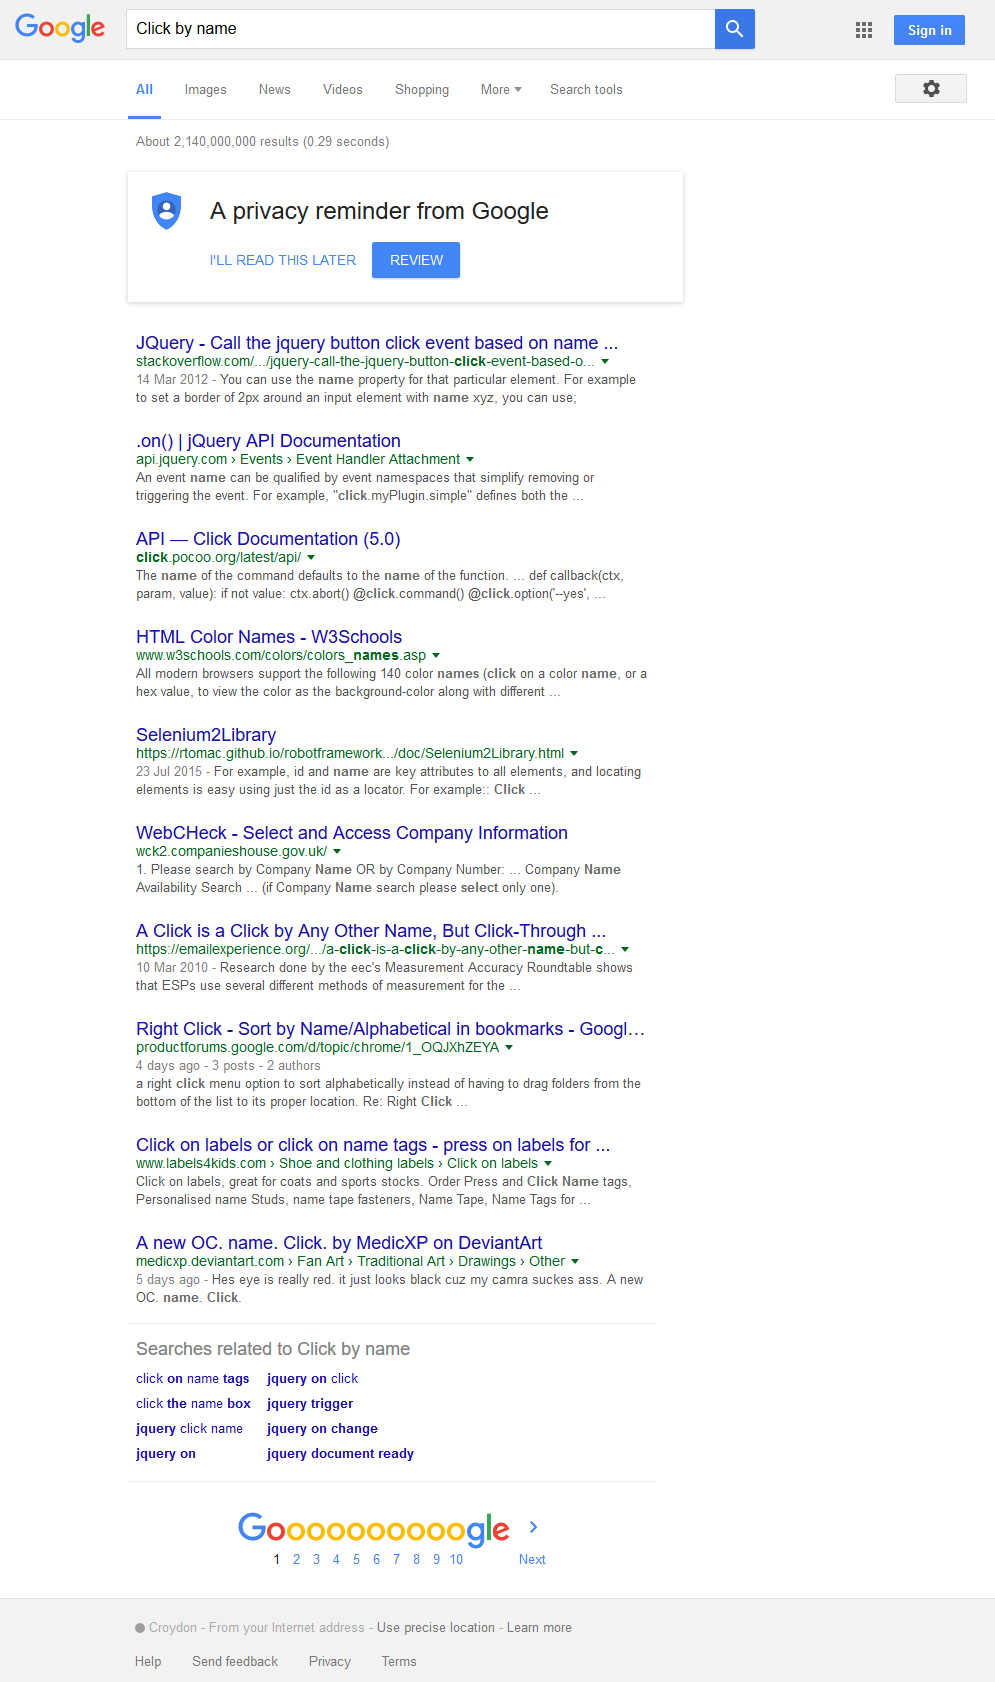 Google
Click by name
Sign in
All Images News Videos Shopping More Search tools
About 2,140,000,000 results (0.29 seconds)
A privacy reminder from Google
I'LL READ THIS LATER REVIEW
JQuery - Call the jquery button click event based on name ...
stackoverflow.com/.../jquery-call-the-jquery-button-click-event-based-o...
14 Mar 2012 - You can use the name property for that particular element. For example
to set a border of 2px around an input element with name xyz, you can use;
.on() | jQuery API Documentation
api.jquery.com › Events › Event Handler Attachment
An event name can be qualified by event namespaces that simplify removing or
triggering the event. For example, "click.myPlugin.simple" defines both the ...
API — Click Documentation (5.0)
click.pocoo.org/latest/api/
The name of the command defaults to the name of the function. ... def callback(ctx,
param, value): if not value: ctx.abort() @click.command() @click.option('--yes', ...
HTML Color Names - W3Schools
www.w3schools.com/colors/colors_names.asp
All modern browsers support the following 140 color names (click on a color name, or a
hex value, to view the color as the background-color along with different ...
Selenium2Library
https://rtomac.github.io/robotframework.../doc/Selenium2Library.html
23 Jul 2015 - For example, id and name are key attributes to all elements, and locating
elements is easy using just the id as a locator. For example:: Click ...
WebCHeck - Select and Access Company Information
wck2.companieshouse.gov.uk/
1. Please search by Company Name OR by Company Number: ... Company Name
Availability Search ... (if Company Name search please select only one).
A Click is a Click by Any Other Name, But Click-Through ...
https://emailexperience.org/.../a-click-is-a-click-by-any-other-name-but-c...
10 Mar 2010 - Research done by the eec's Measurement Accuracy Roundtable shows
that ESPs use several different methods of measurement for the ...
Right Click - Sort by Name/Alphabetical in bookmarks - Googl...
productforums.google.com/d/topic/chrome/1_OQJXhZEYA
4 days ago - 3 posts - 2 authors
a right click menu option to sort alphabetically instead of having to drag folders from the
bottom of the list to its proper location. Re: Right Click ...
Click on labels or click on name tags - press on labels for ...
www.labels4kids.com › Shoe and clothing labels › Click on labels
Click on labels, great for coats and sports stocks. Order Press and Click Name tags,
Personalised name Studs, name tape fasteners, Name Tape, Name Tags for ...
A new OC. name. Click. by MedicXP on DeviantArt
medicxp.deviantart.com › Fan Art › Traditional Art › Drawings › Other
5 days ago - Hes eye is really red. it just looks black cuz my camra suckes ass. A new
OC. name. Click.
Searches related to Click by name
click on name tags jquery on click
click the name box jquery trigger
jquery click name jquery on change
jquery on jquery document ready
Goooooooooogle
1 2 3 4 5 6 7 8 9 10 Next
Croydon - From your Internet address - Use precise location - Learn more
Help Send feedback Privacy Terms